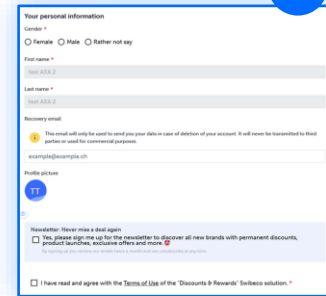 Your personal information
Gender *
Female Male Rather not say
First name *
test AXA 2
Last name *
test AXA 2
Recovery email
This email will only be used to send you your data in case of deletion of your account. It will never be transmitted to third
parties or used for commercial purposes.
example@example.ch
Profile picture
TT
Newsletter: Never miss a deal again
Yes, please sign me up for the newsletter to discover all new brands with permanent discounts,
product launches, exclusive offers and more.
I have read and agree with the Terms of Use of the "Discounts & Rewards" Swibeco solution. *